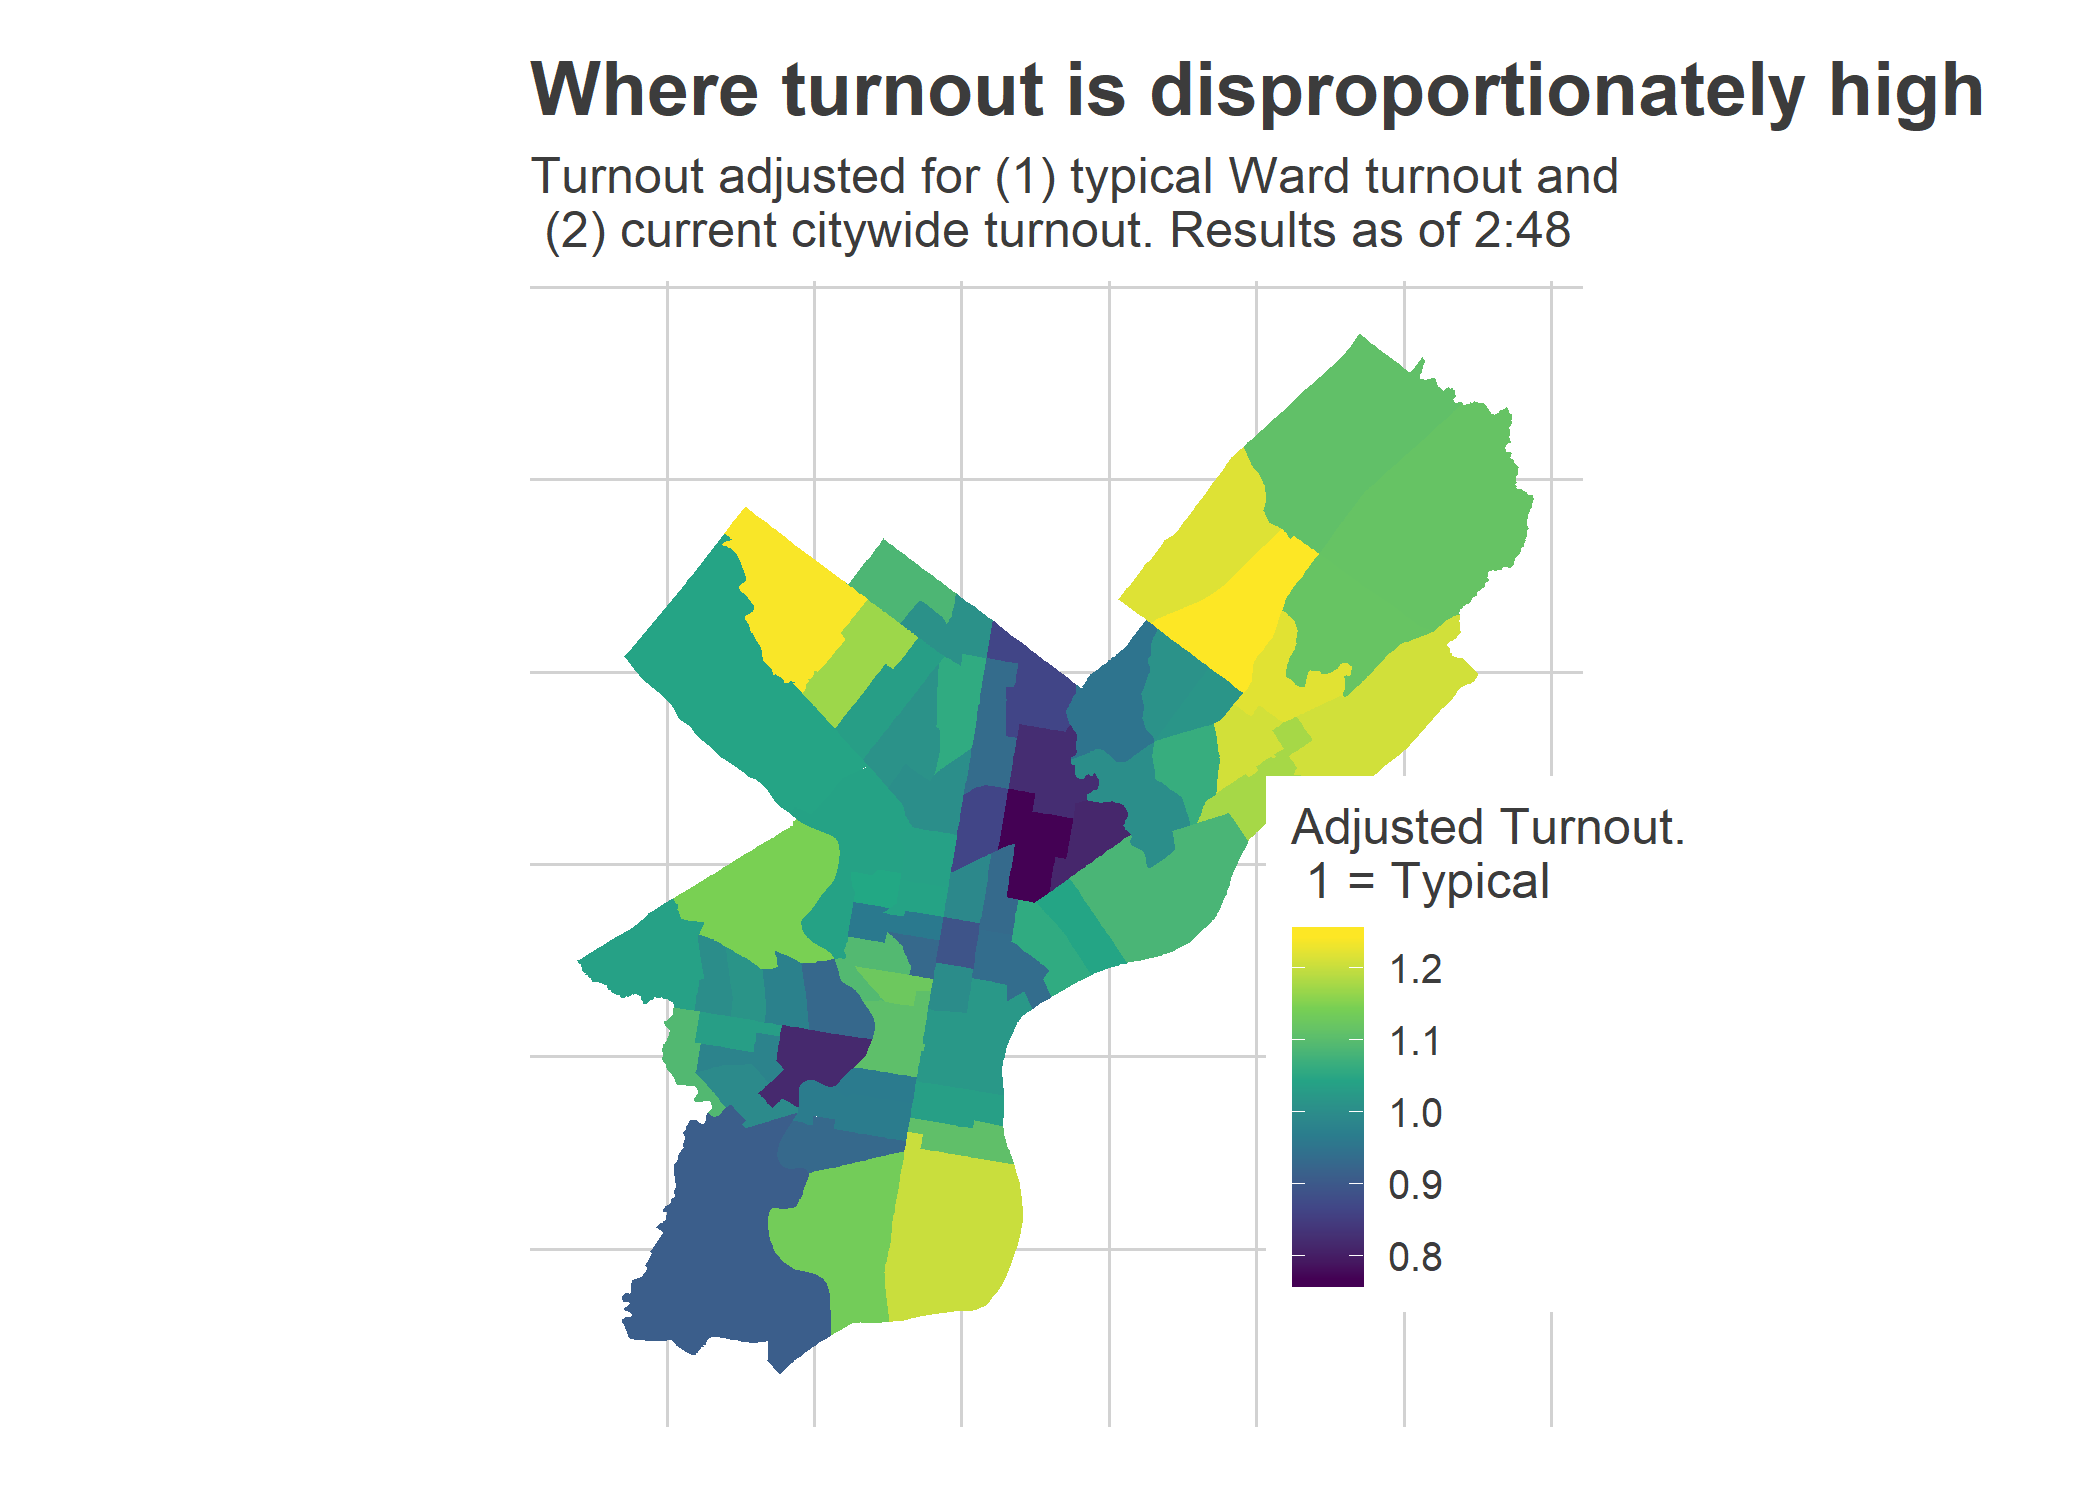 Where turnout is disproportionately high
Turnout adjusted for (1) typical Ward turnout and
(2) current citywide turnout. Results as of 2:48
Adjusted Turnout.
1 = Typical
1.2
1.1
1.0
0.9
0.8